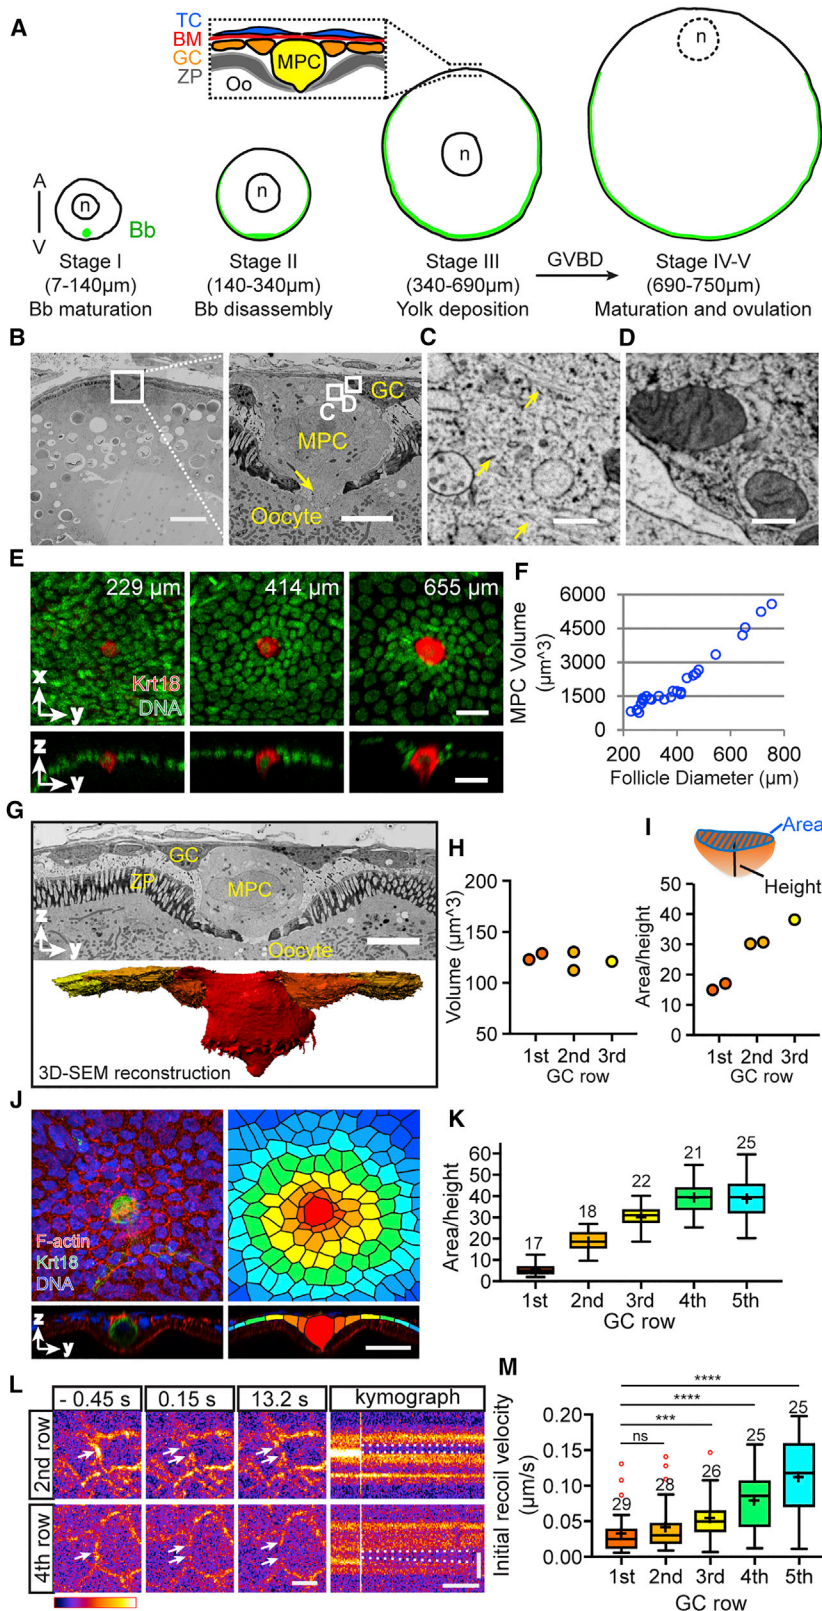 A
TC
BM
GC
ZP
MPC
Oo
n
n
n
n
A
V
Bb
Stage I
(7-140µm)
Bb maturation
Stage II
(140-340µm)
Bb disassembly
Stage III
(340-690µm)
Yolk deposition
GVBD
Stage IV-V
(690-750µm)
Maturation and ovulation
B
GC
C
D
MPC
Oocyte
C
D
E
229 µm
414 µm
655 µm
Krt18
DNA
x
y
z
y
F
MPC Volume
(µm^3)
6000
4500
3000
1500
0
200
400
600
800
Follicle Diameter (µm)
G
GC
ZP
MPC
Oocyte
z
y
3D-SEM reconstruction
H
Volume (µm^3)
200
150
100
50
1st 2nd 3rd
GC row
I
Area
Height
Area/height
50
40
30
20
10
0
1st 2nd 3rd
GC row
J
F-actin
Krt18
DNA
z
y
K
Area/height
60
50
40
30
20
10
0
17
18
22
21
25
1st 2nd 3rd 4th 5th
GC row
L
- 0.45 s
0.15 s
13.2 s
kymograph
2nd row
4th row
M
Initial recoil velocity
(µm/s)
0.20
0.15
0.10
0.05
0.00
****
****
***
ns
29
28
26
25
25
1st 2nd 3rd 4th 5th
GC row